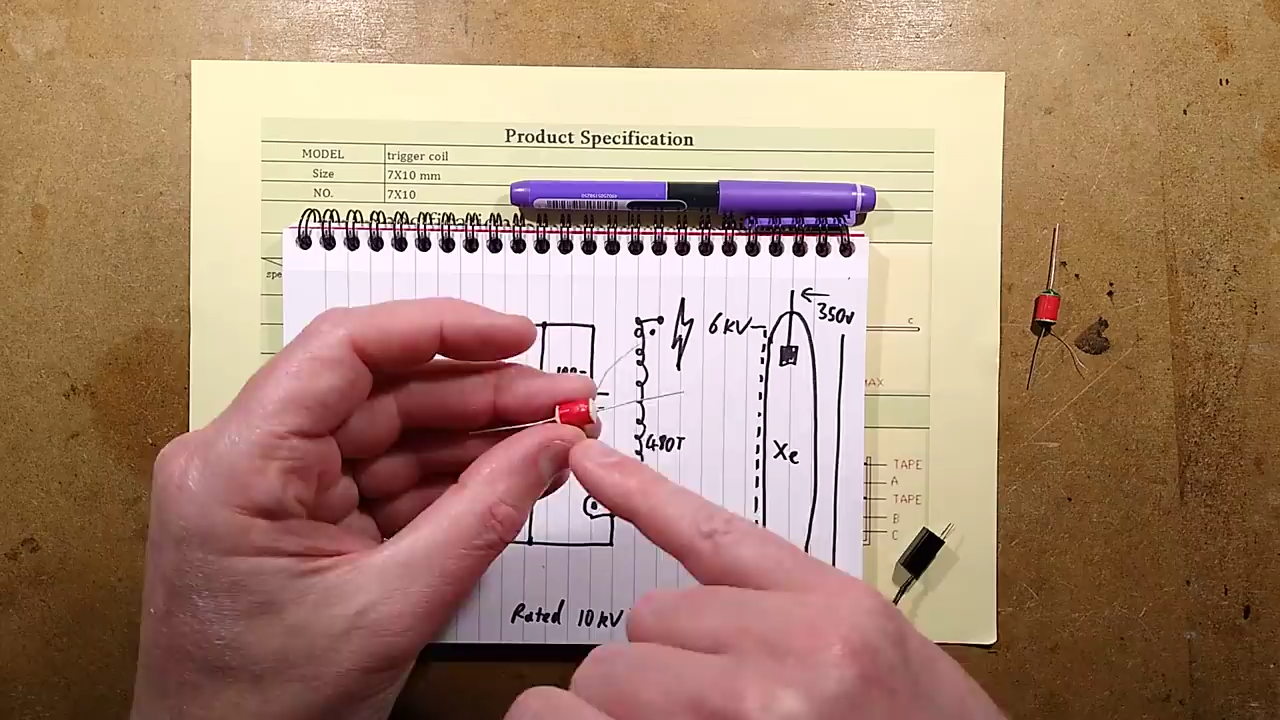 Product Specification
MODEL trigger coil
Size 7X10 mm
NO. 7X10
spe
c
350v
6kV
480T
Xe
MAX
TAPE
A
TAPE
B
C
Rated 10kV